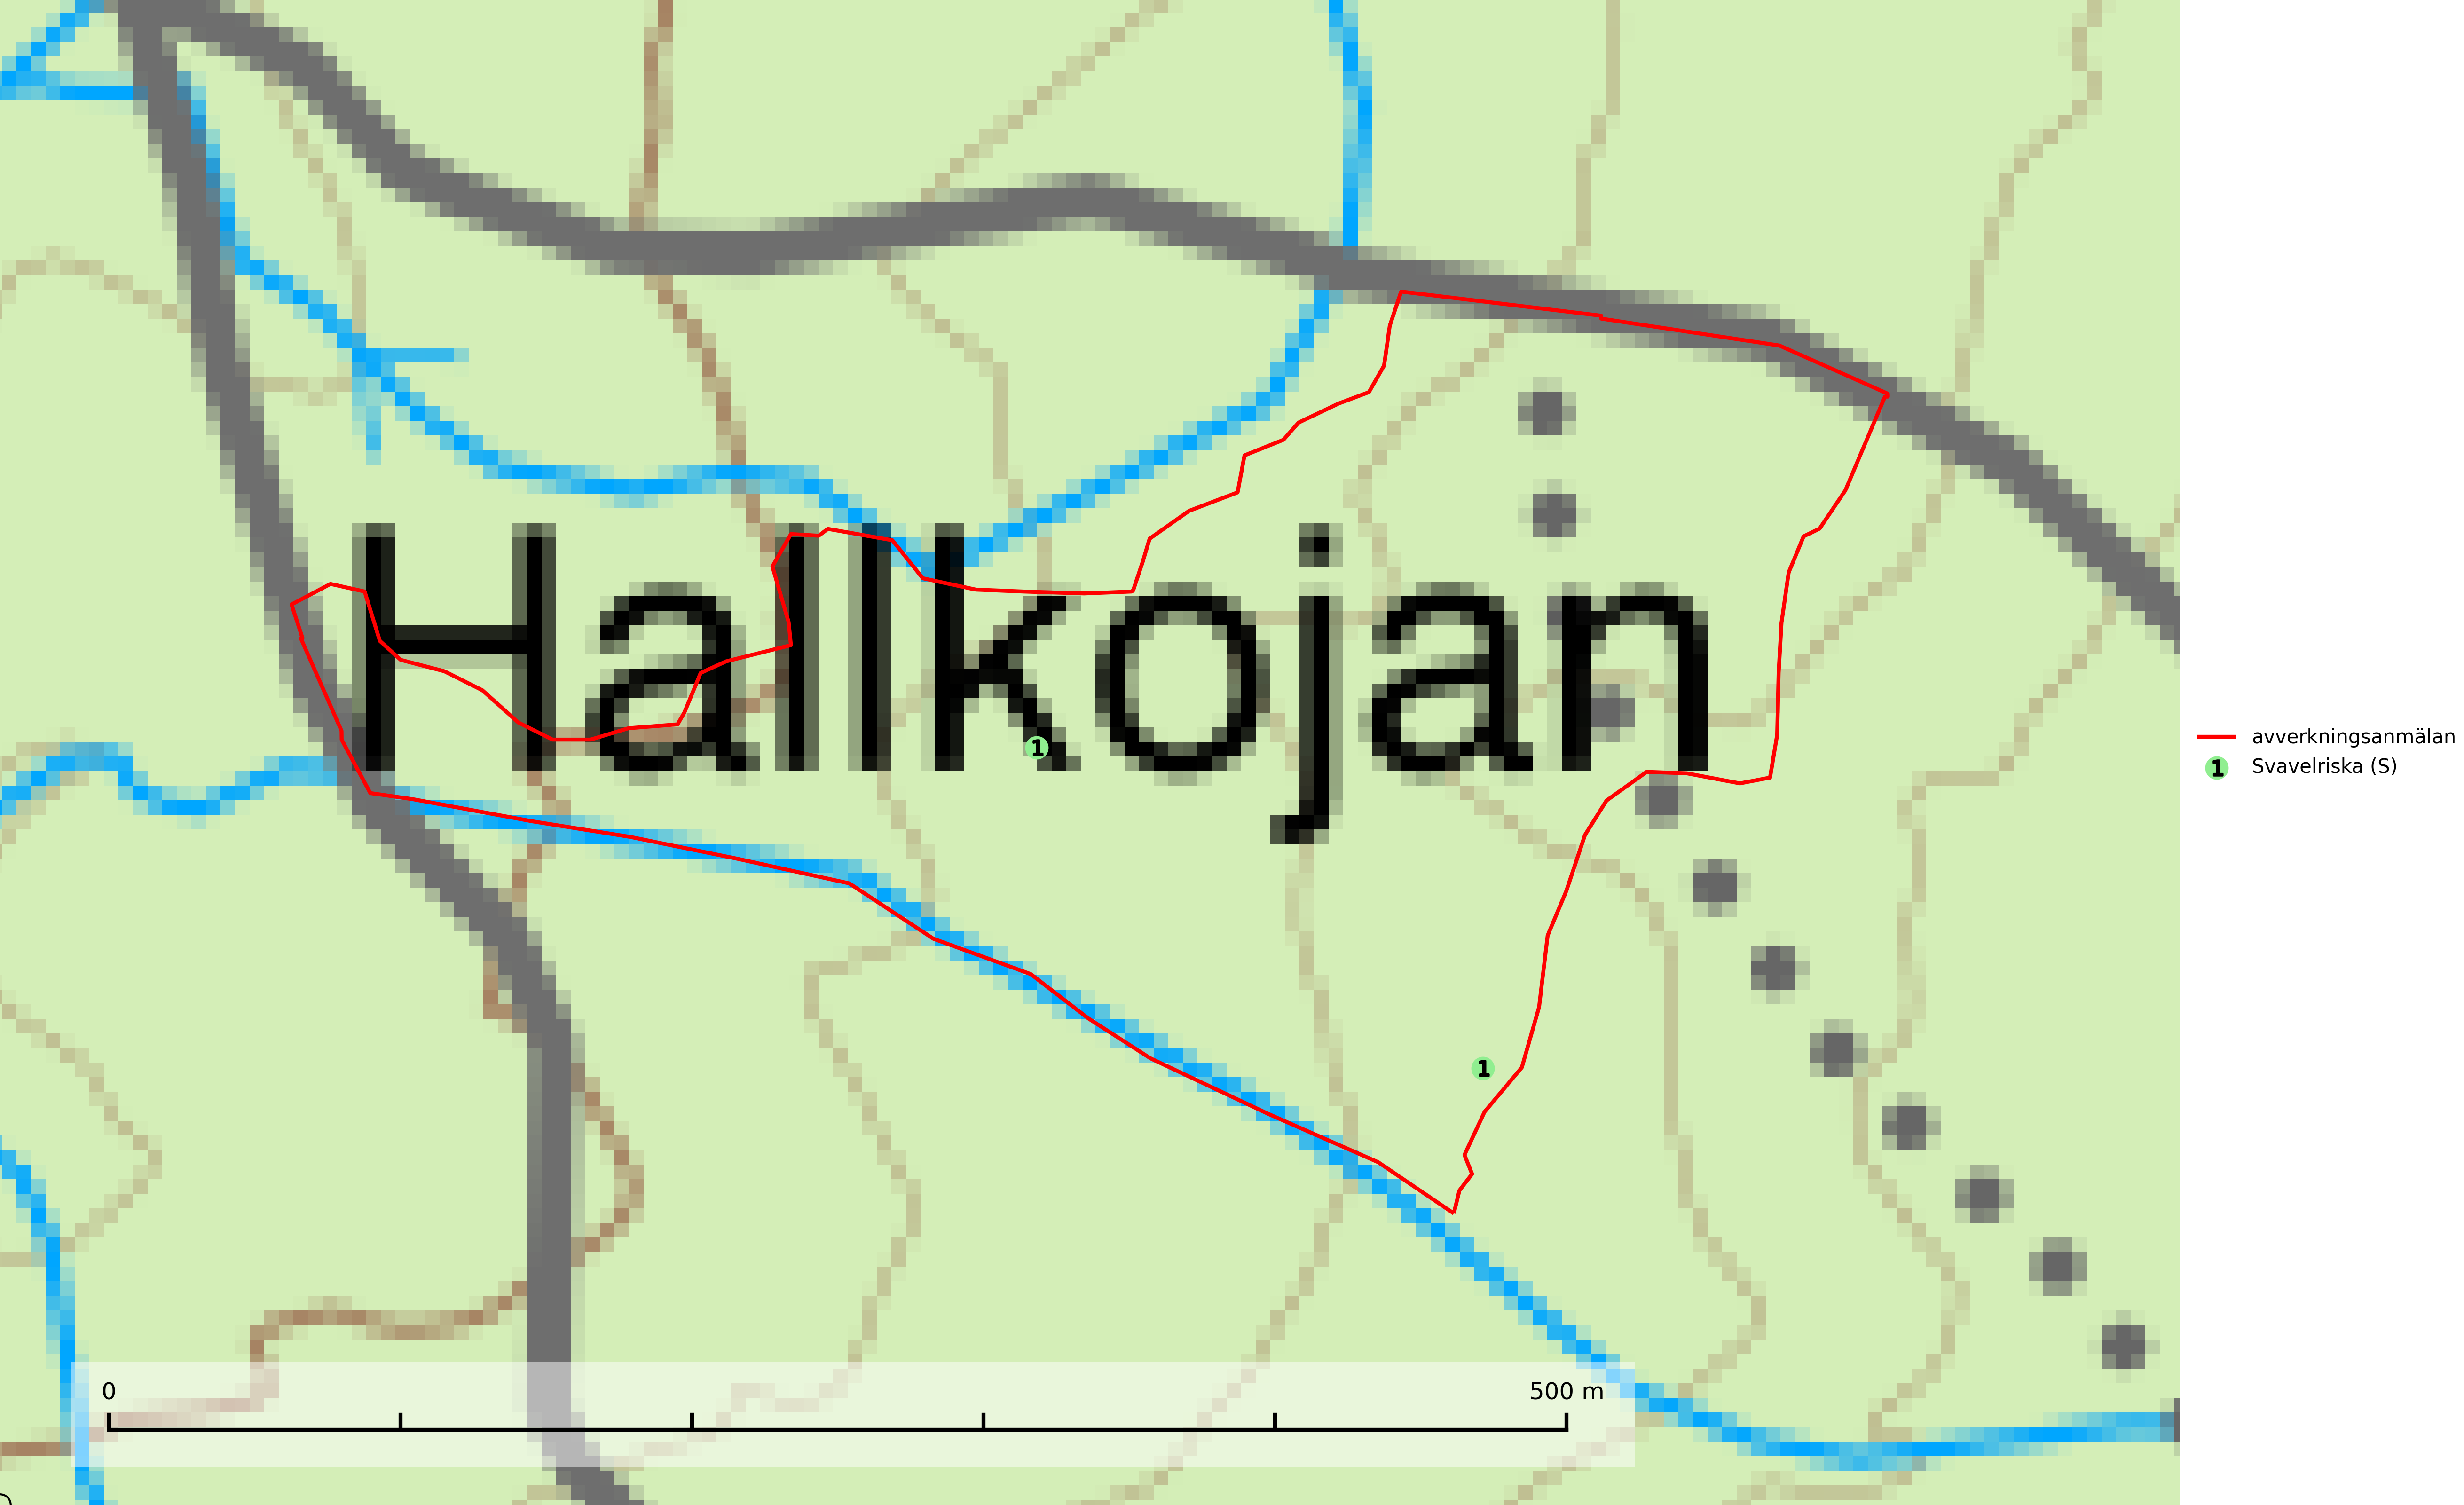 Hallkojan
1
1
avverkningsanmälan
1 Svavelriska (S)
0 500 m